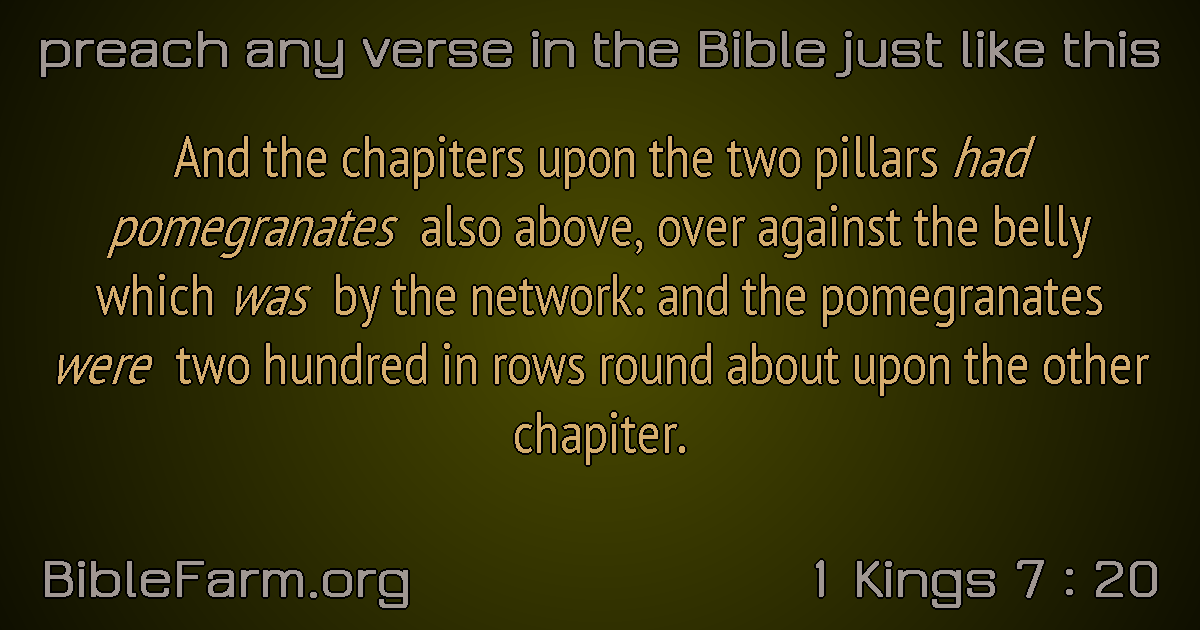 preach any verse in the Bible just like this
And the chapiters upon the two pillars had
pomegranates also above, over against the belly
which was by the network: and the pomegranates
were two hundred in rows round about upon the other
chapiter.
BibleFarm.org
1 Kings 7 : 20